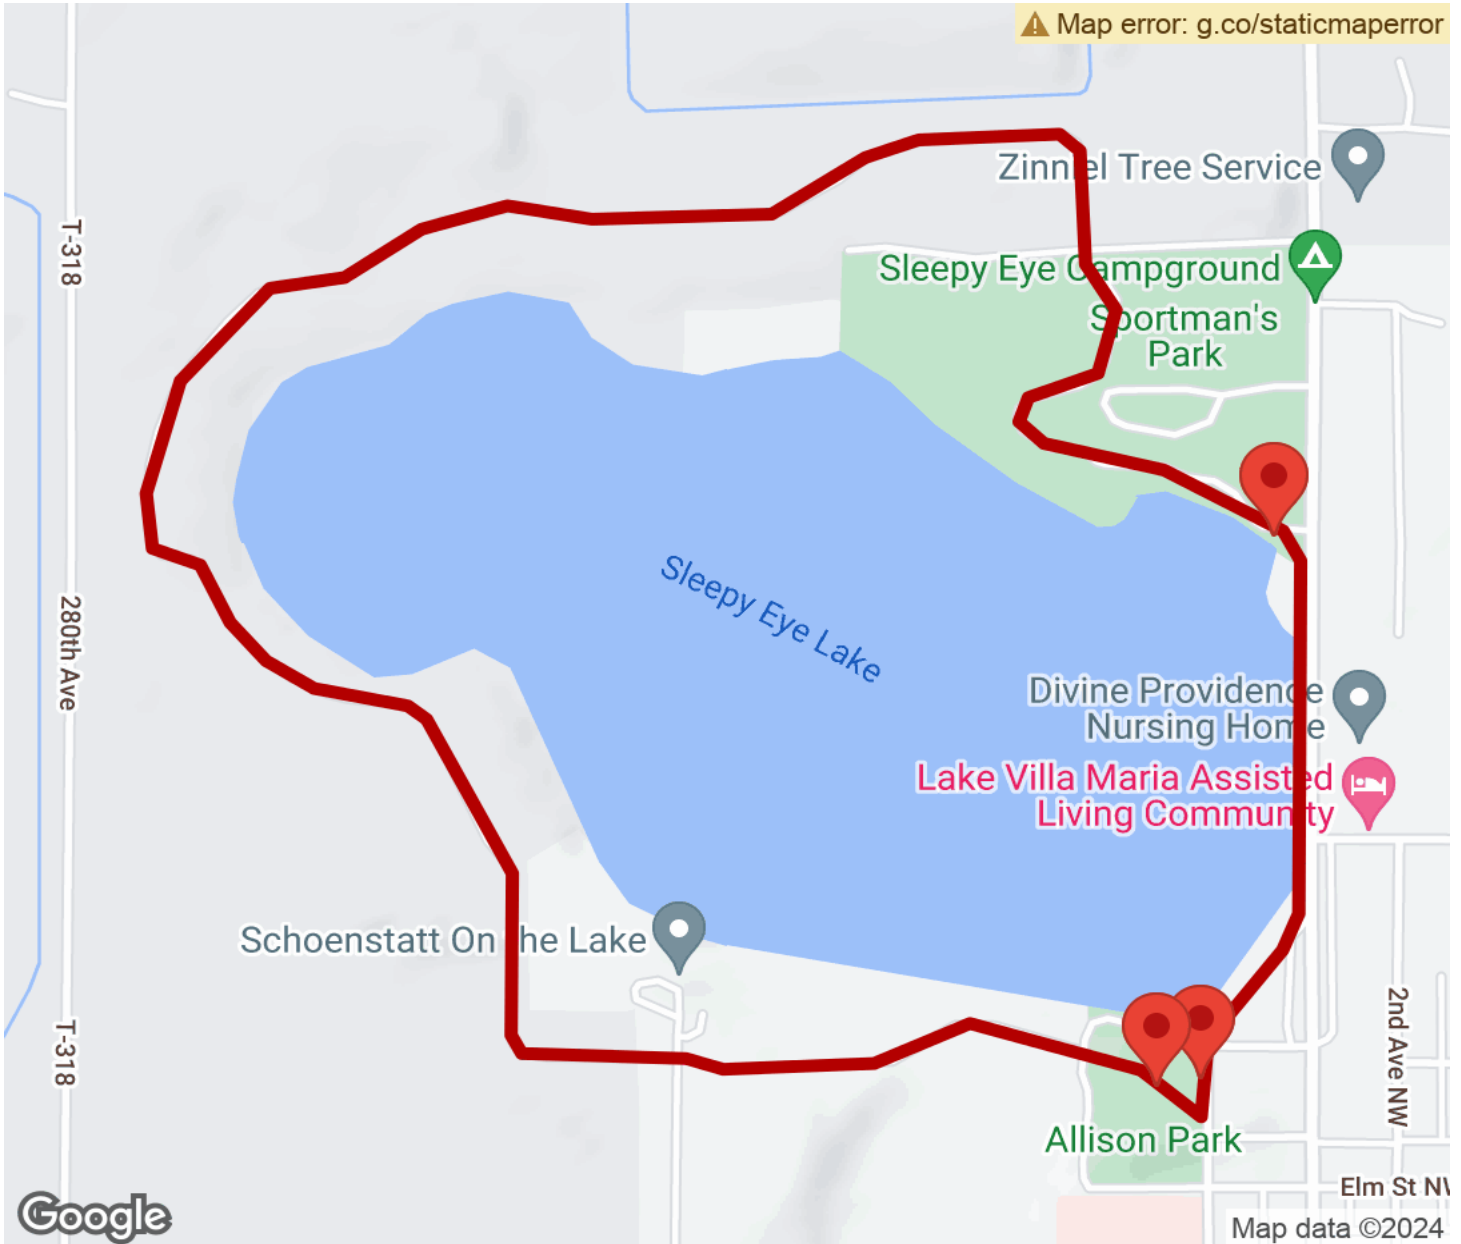 Map error: g.co/staticmaperror
Zinniel Tree Service
T-318
Sleepy Eye Campground
Sportman's
Park
Sleepy Eye Lake
280th Ave
Divine Providence
Nursing Home
Lake Villa Maria Assisted
Living Community
Schoenstatt On the Lake
2nd Ave NW
T-318
Allison Park
Elm St NW
Google
Map data ©2024